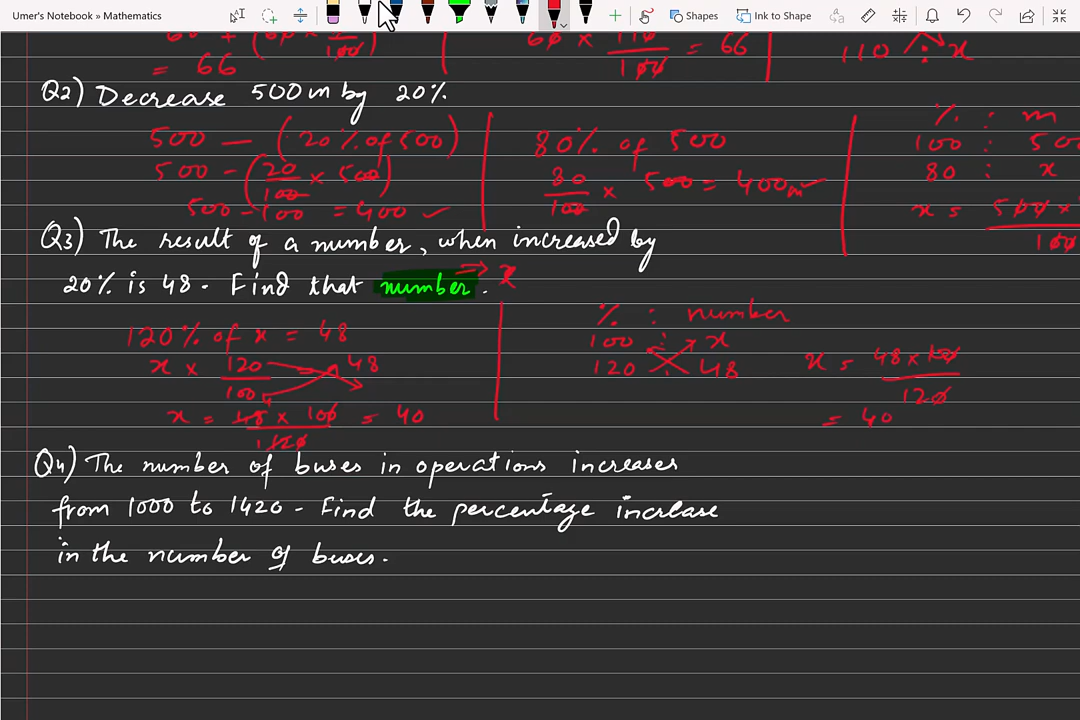 Umer's Notebook » Mathematics
Shapes
Ink to Shape
= 66
60 × 110/100 = 66
110 : x
Q2) Decrease 500m by 20%.
500 — (20% of 500)
500 - (20/100 × 500)
500 - 100 = 400
80% of 500
80/100 × 500 = 400m
% : m
100 : 500
80 : x
x = 500 ×
100
Q3) The result of a number, when increased by
20% is 48. Find that number. → x
120% of x = 48
x × 120/100 48
x = 48 × 100/120 = 40
% : number
100 : x
120 48
x = 48 × 100/120
= 40
Q4) The number of buses in operations increases
from 1000 to 1420 - Find the percentage increase
in the number of buses.